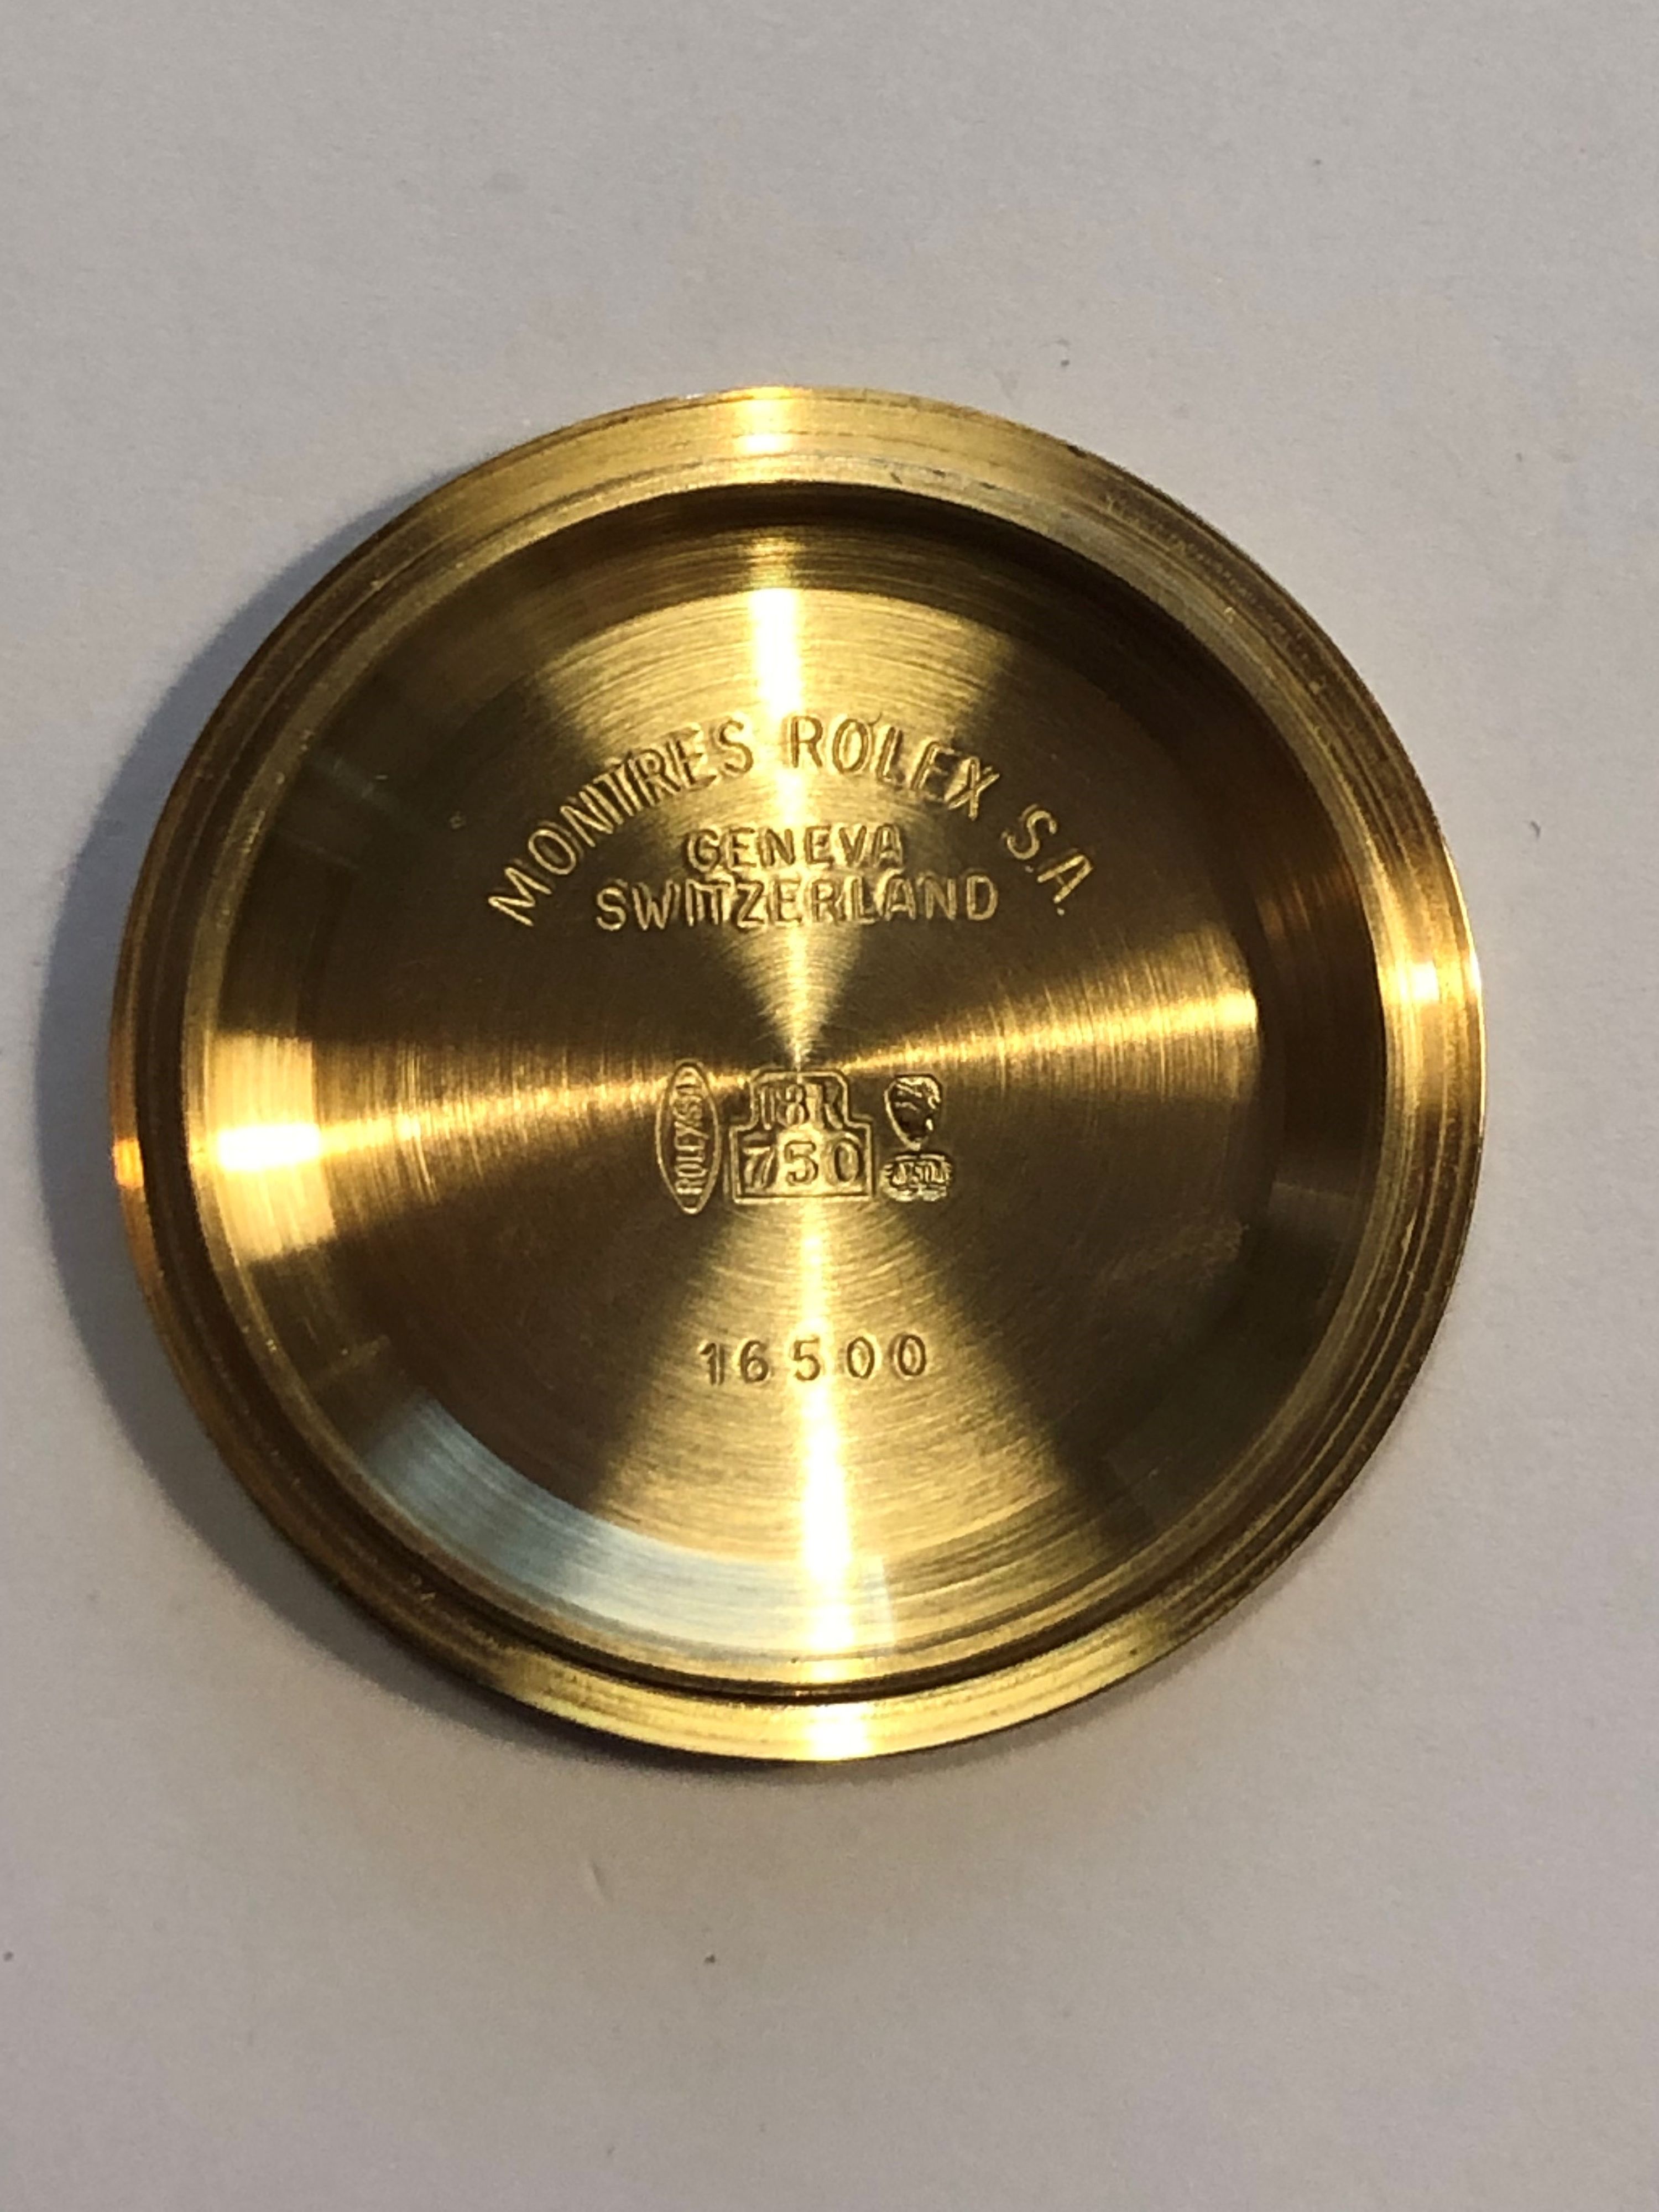 MONTRES ROLEX S.A.
GENEVA
SWITZERLAND
ROLEX SA
18K
750
16500